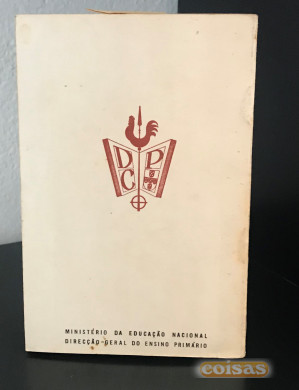 D P
C
MINISTÉRIO DA EDUCAÇÃO NACIONAL
DIRECÇÃO-GERAL DO ENSINO PRIMÁRIO
coisas